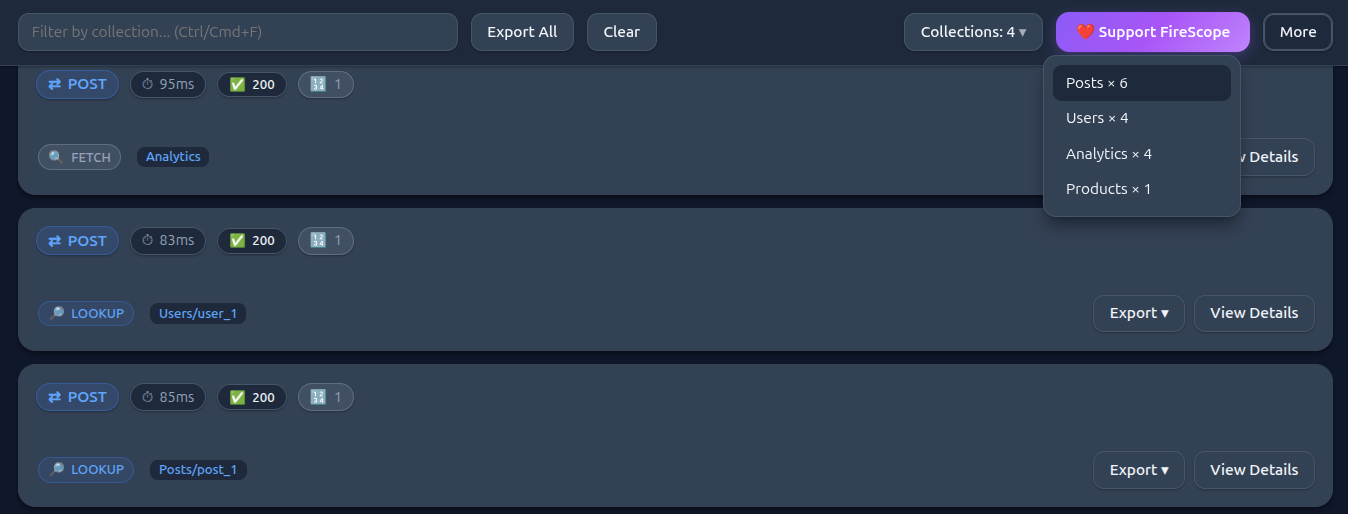 Filter by collection... (Ctrl/Cmd+F) Export All Clear Collections: 4 ▾ ❤️ Support FireScope More
⇄ POST ⏱ 95ms ✅ 200 🔢 1
Posts × 6
Users × 4
Analytics × 4
Products × 1
🔍 FETCH Analytics Details
⇄ POST ⏱ 83ms ✅ 200 🔢 1
🔎 LOOKUP Users/user_1 Export ▾ View Details
⇄ POST ⏱ 85ms ✅ 200 🔢 1
🔎 LOOKUP Posts/post_1 Export ▾ View Details